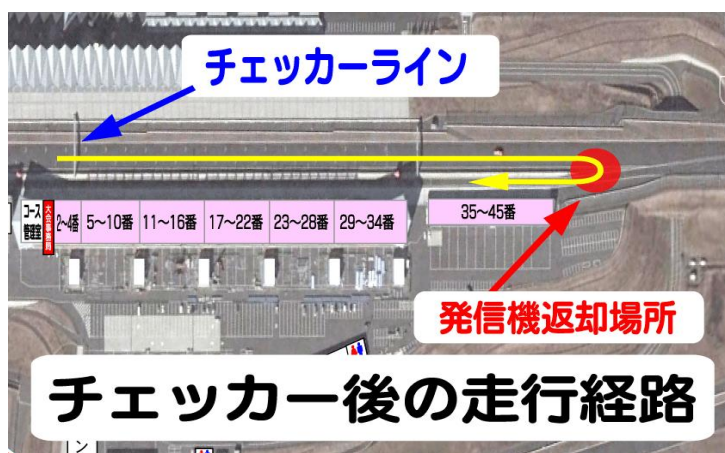 チェッカーライン
コース
管理室
大会事務局
2～4番
5～10番
11～16番
17～22番
23～28番
29～34番
35～45番
発信機返却場所
チェッカー後の走行経路
ン